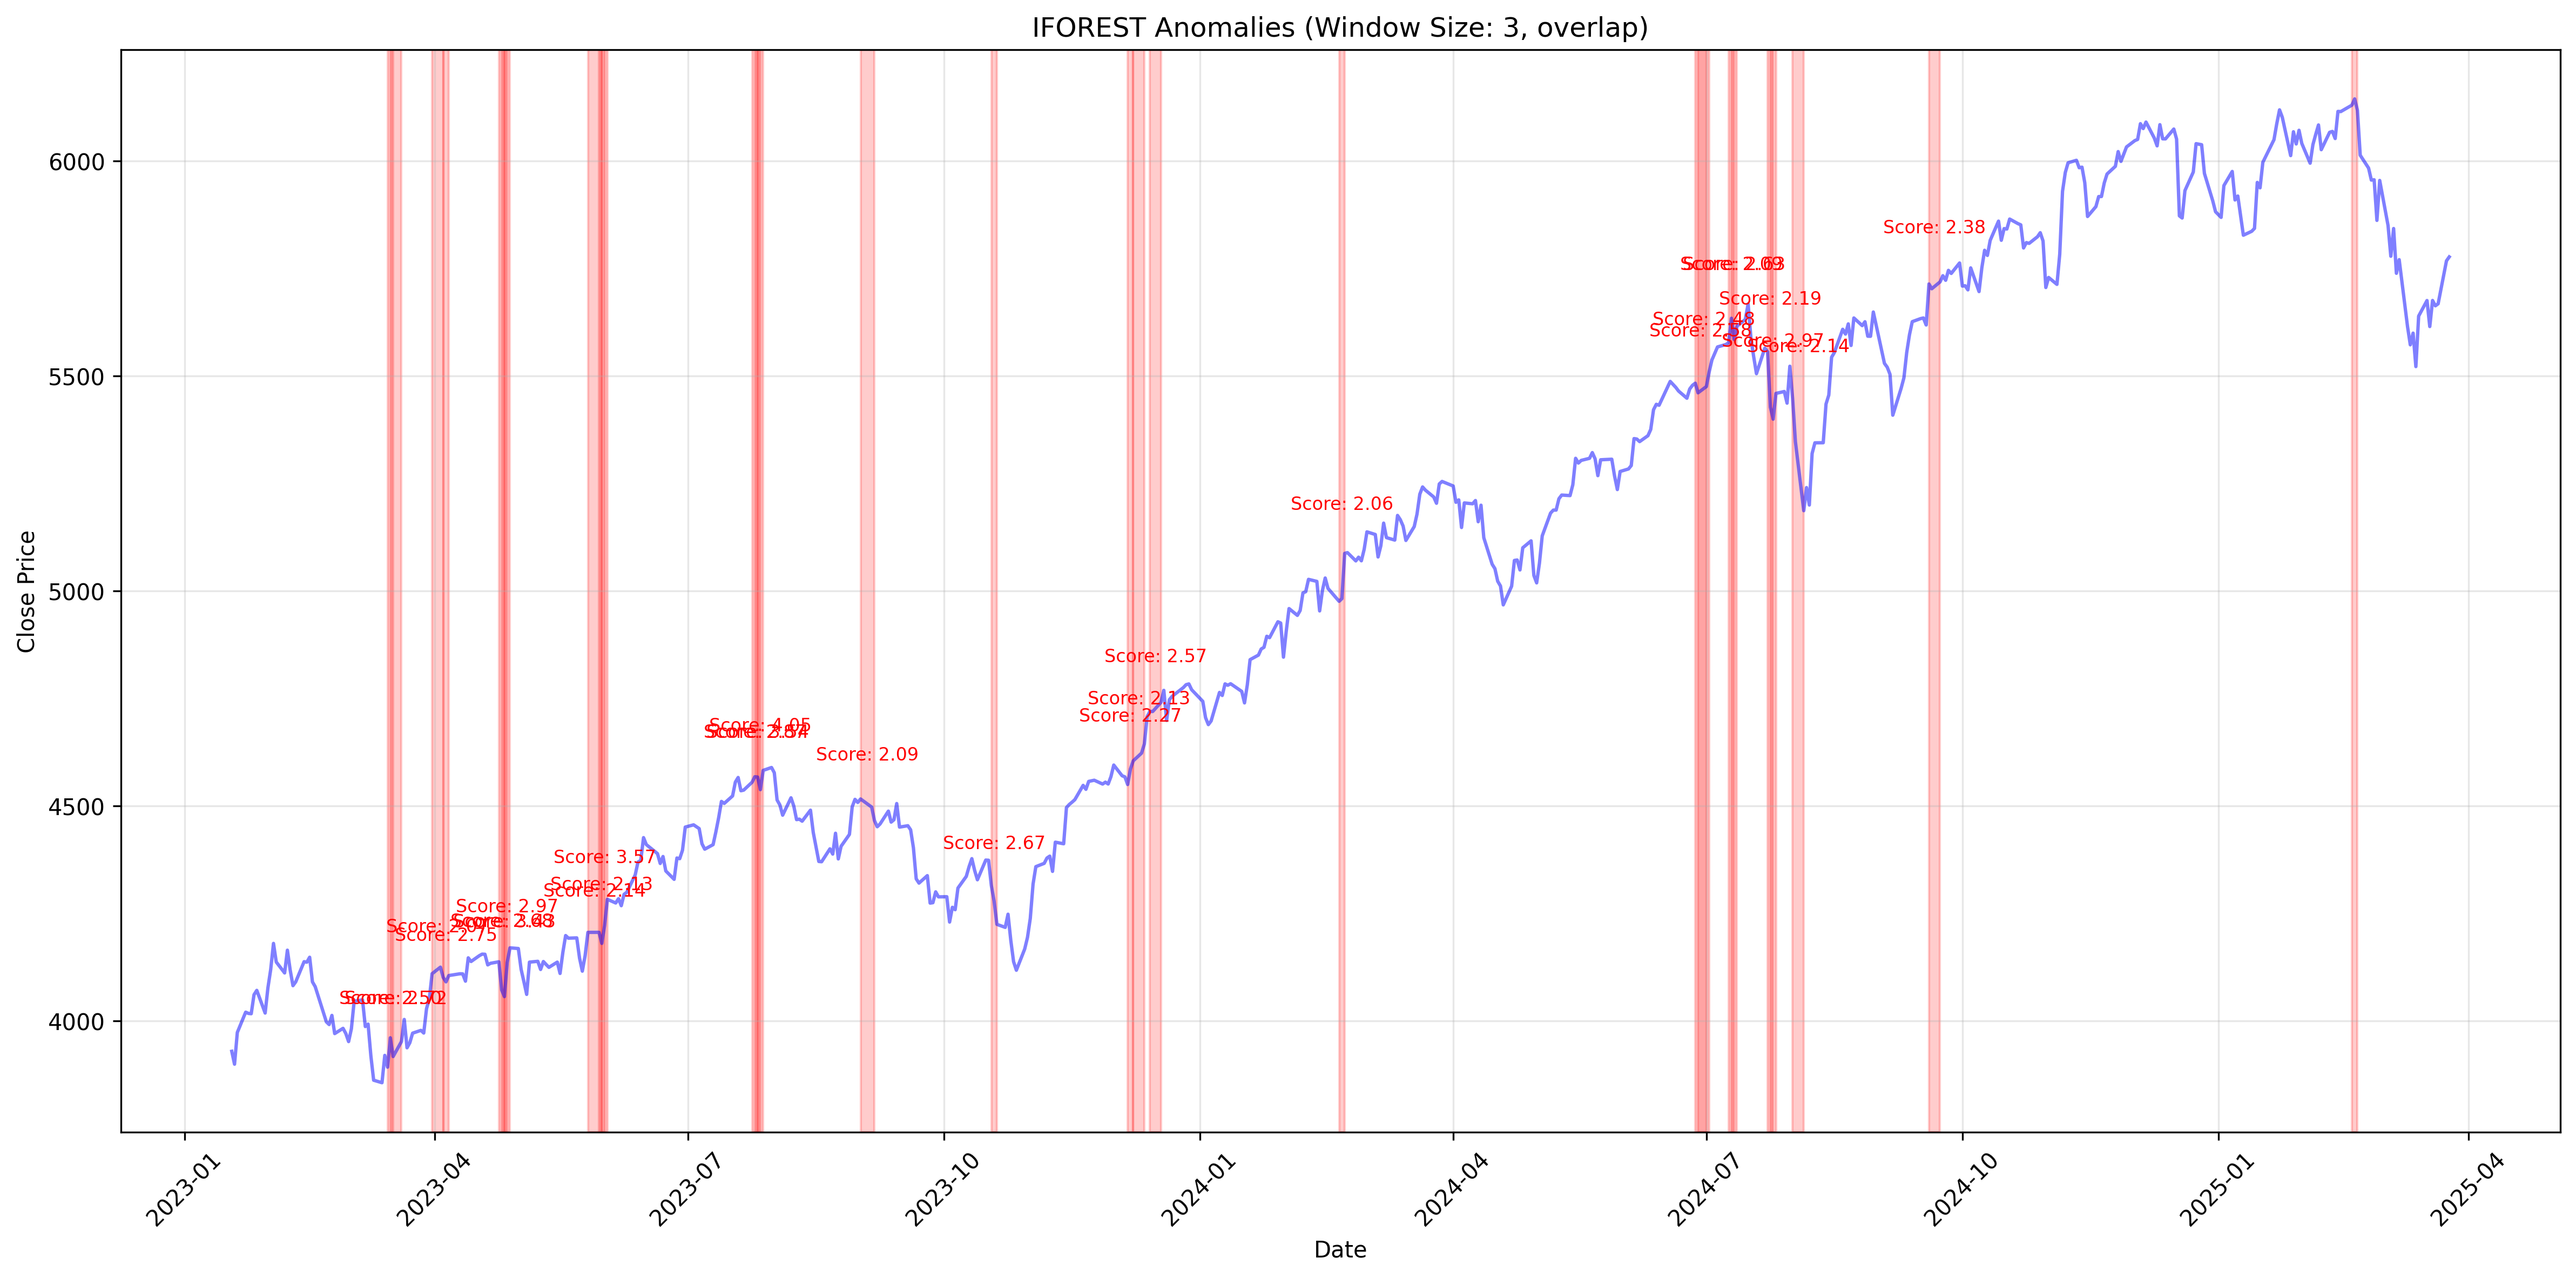 IFOREST Anomalies (Window Size: 3, overlap)
Close Price
6000
5500
5000
4500
4000
Score: 2.38
Score: 2.19
Score: 2.48
Score: 2.97
Score: 2.14
Score: 2.06
Score: 2.57
Score: 2.13
Score: 2.27
Score: 4.05
Score: 2.09
Score: 2.67
Score: 3.57
Score: 2.13
Score: 2.14
Score: 2.97
Score: 2.75
2023-01
2023-04
2023-07
2023-10
2024-01
2024-04
2024-07
2024-10
2025-01
2025-04
Date